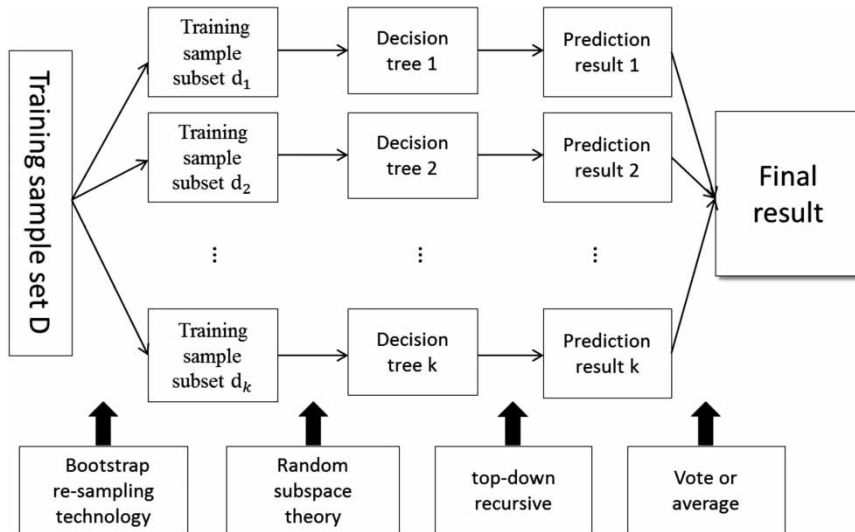 Training sample set D
Training
sample
subset d₁
Decision
tree 1
Prediction
result 1
Training
sample
subset d₂
Decision
tree 2
Prediction
result 2
Final
result
⋮
⋮
⋮
Training
sample
subset dₖ
Decision
tree k
Prediction
result k
Bootstrap
re-sampling
technology
Random
subspace
theory
top-down
recursive
Vote or
average